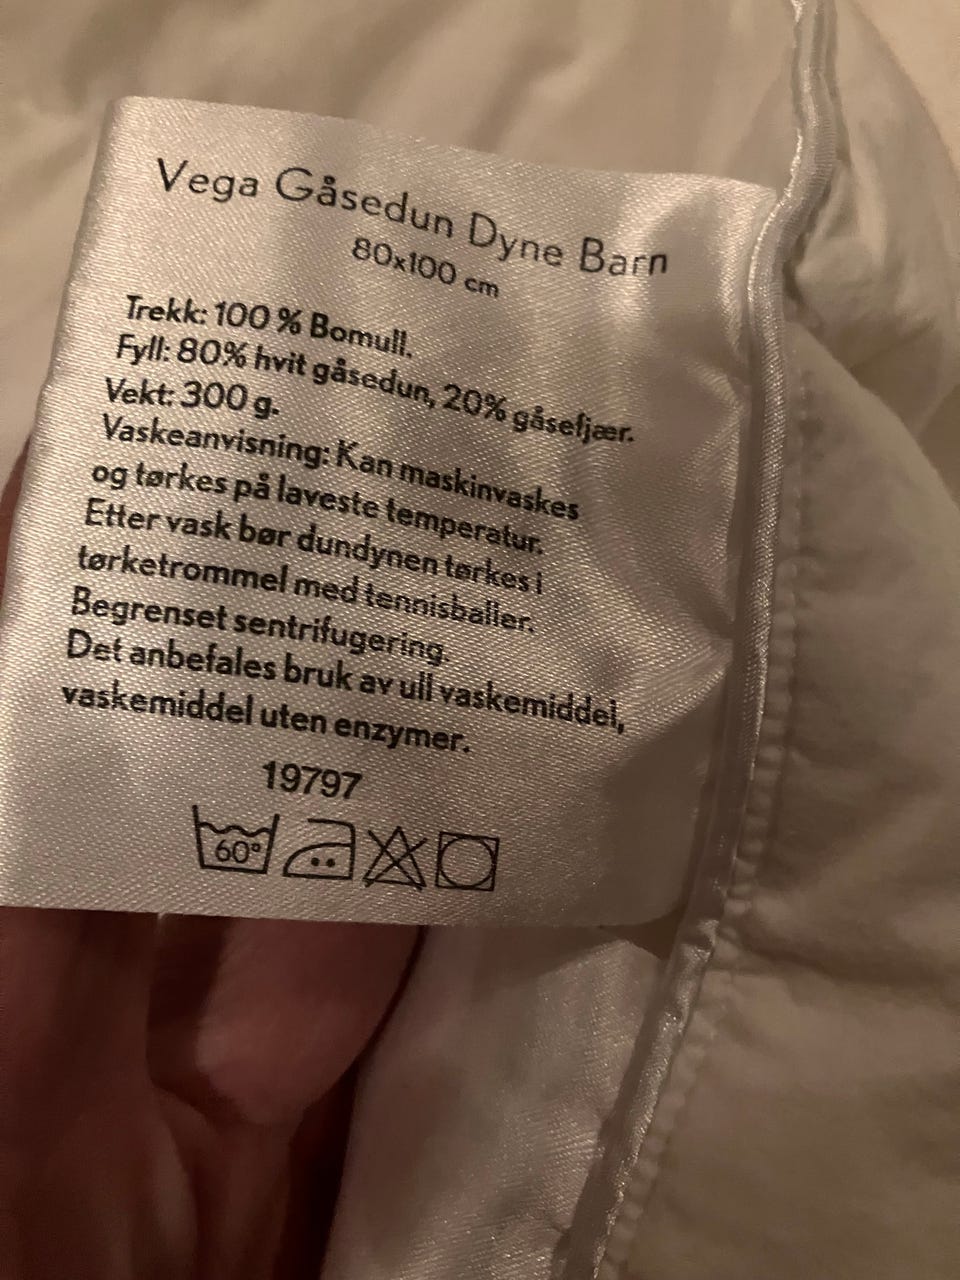 Vega Gåsedun Dyne Barn
80x100 cm
Trekk: 100 % Bomull.
Fyll: 80% hvit gåsedun, 20% gåsefjær.
Vekt: 300 g.
Vaskeanvisning: Kan maskinvaskes
og tørkes på laveste temperatur.
Etter vask bør dundynen tørkes i
tørketrommel med tennisballer.
Begrenset sentrifugering.
Det anbefales bruk av ull vaskemiddel,
vaskemiddel uten enzymer.
19797
60°